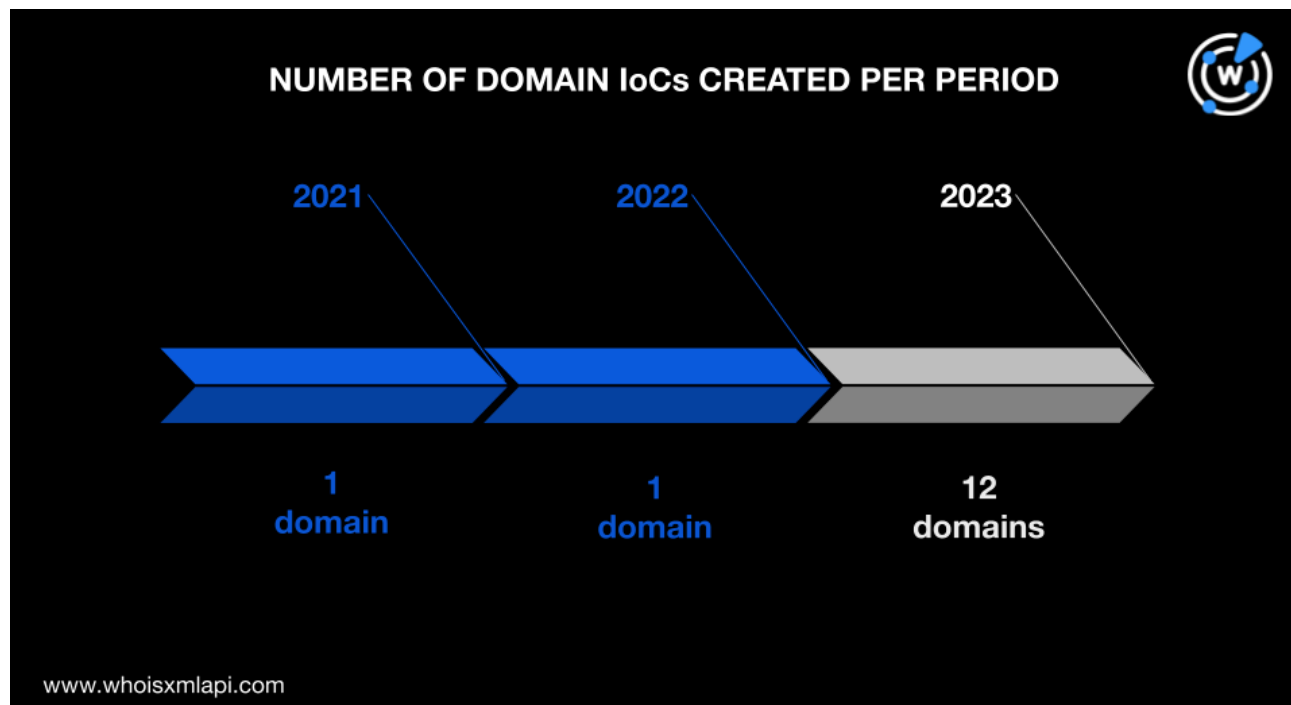 NUMBER OF DOMAIN IoCs CREATED PER PERIOD
W
2021
2022
2023
1
domain
1
domain
12
domains
www.whoisxmlapi.com